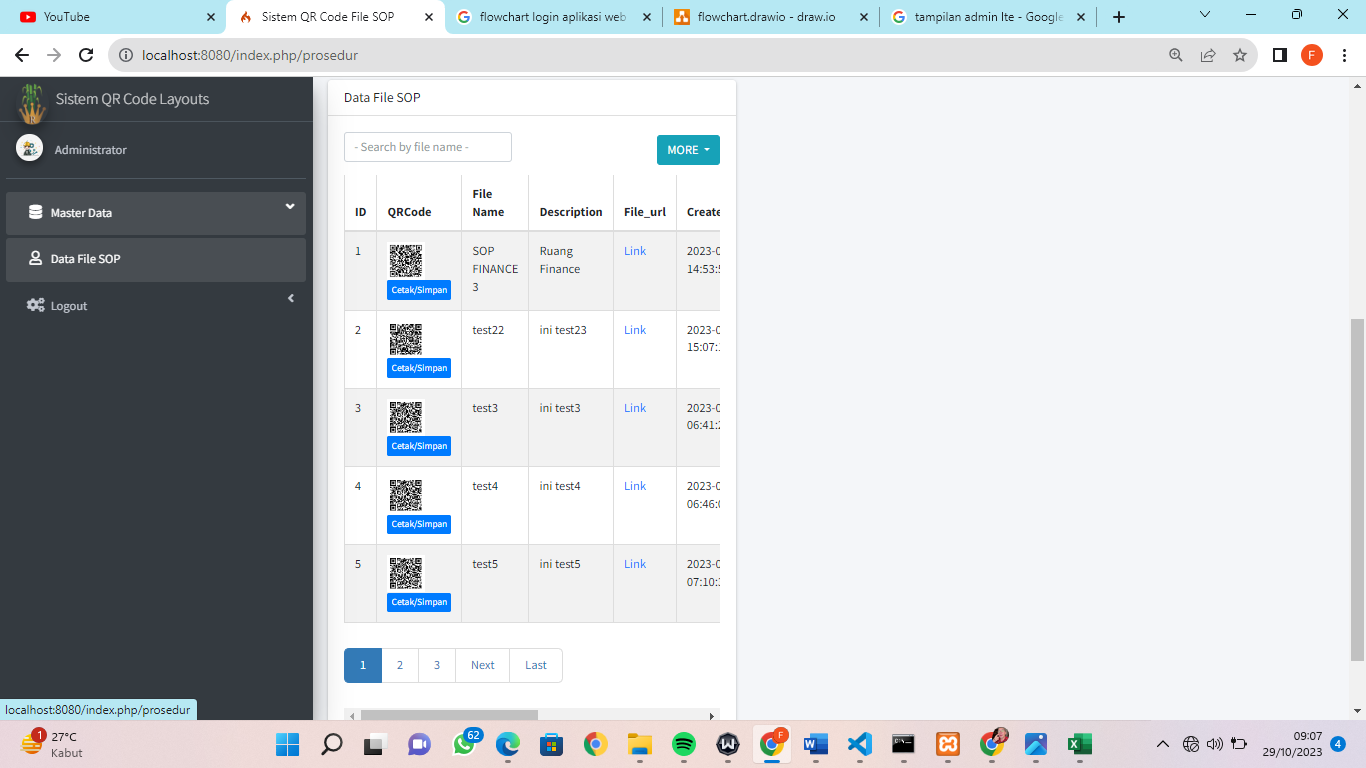 YouTube
Sistem QR Code File SOP
flowchart login aplikasi web
flowchart.drawio - draw.io
tampilan admin lte - Google
localhost:8080/index.php/prosedur
F
Sistem QR Code Layouts
Administrator
Master Data
Data File SOP
Logout
Data File SOP
- Search by file name -
MORE
ID QRCode File Name Description File_url Create
1 SOP FINANCE 3 Ruang Finance Link 2023-0 14:53:5
Cetak/Simpan
2 test22 ini test23 Link 2023-0 15:07:
Cetak/Simpan
3 test3 ini test3 Link 2023-0 06:41:2
Cetak/Simpan
4 test4 ini test4 Link 2023-0 06:46:0
Cetak/Simpan
5 test5 ini test5 Link 2023-0 07:10:
Cetak/Simpan
1 2 3 Next Last
localhost:8080/index.php/prosedur
1
27°C
Kabut
62
F
09:07
29/10/2023
4